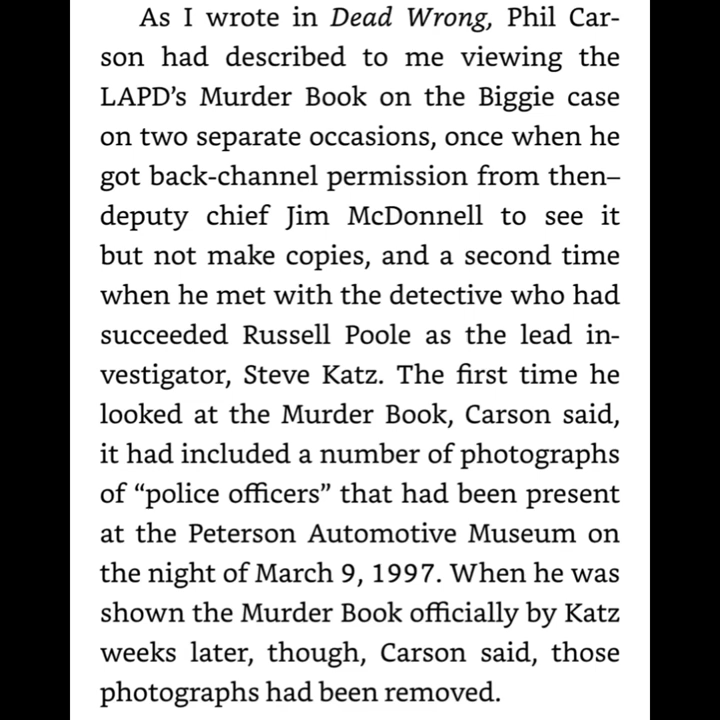 As I wrote in Dead Wrong, Phil Car-
son had described to me viewing the
LAPD’s Murder Book on the Biggie case
on two separate occasions, once when he
got back-channel permission from then–
deputy chief Jim McDonnell to see it
but not make copies, and a second time
when he met with the detective who had
succeeded Russell Poole as the lead in-
vestigator, Steve Katz. The first time he
looked at the Murder Book, Carson said,
it had included a number of photographs
of “police officers” that had been present
at the Peterson Automotive Museum on
the night of March 9, 1997. When he was
shown the Murder Book officially by Katz
weeks later, though, Carson said, those
photographs had been removed.